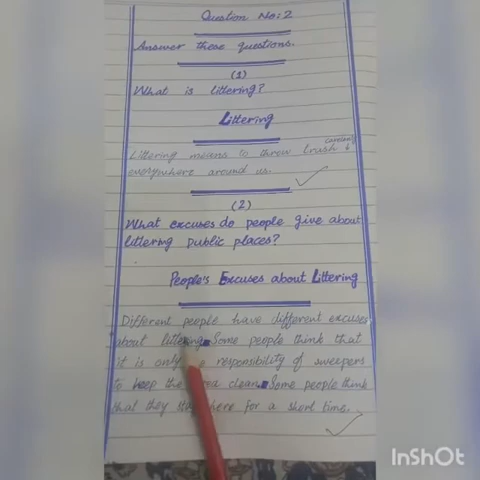 Question No:2
Answer these questions.
(1)
What is littering?
Littering
carelessly
Littering means to throw trash
everywhere around us.
(2)
What excuses do people give about
littering public places?
People's Excuses about Littering
Different people have different excuses
about littering. Some people think that
it is only responsibility of sweepers
to keep the area clean. Some people think
that they stay here for a short time.
InShOt